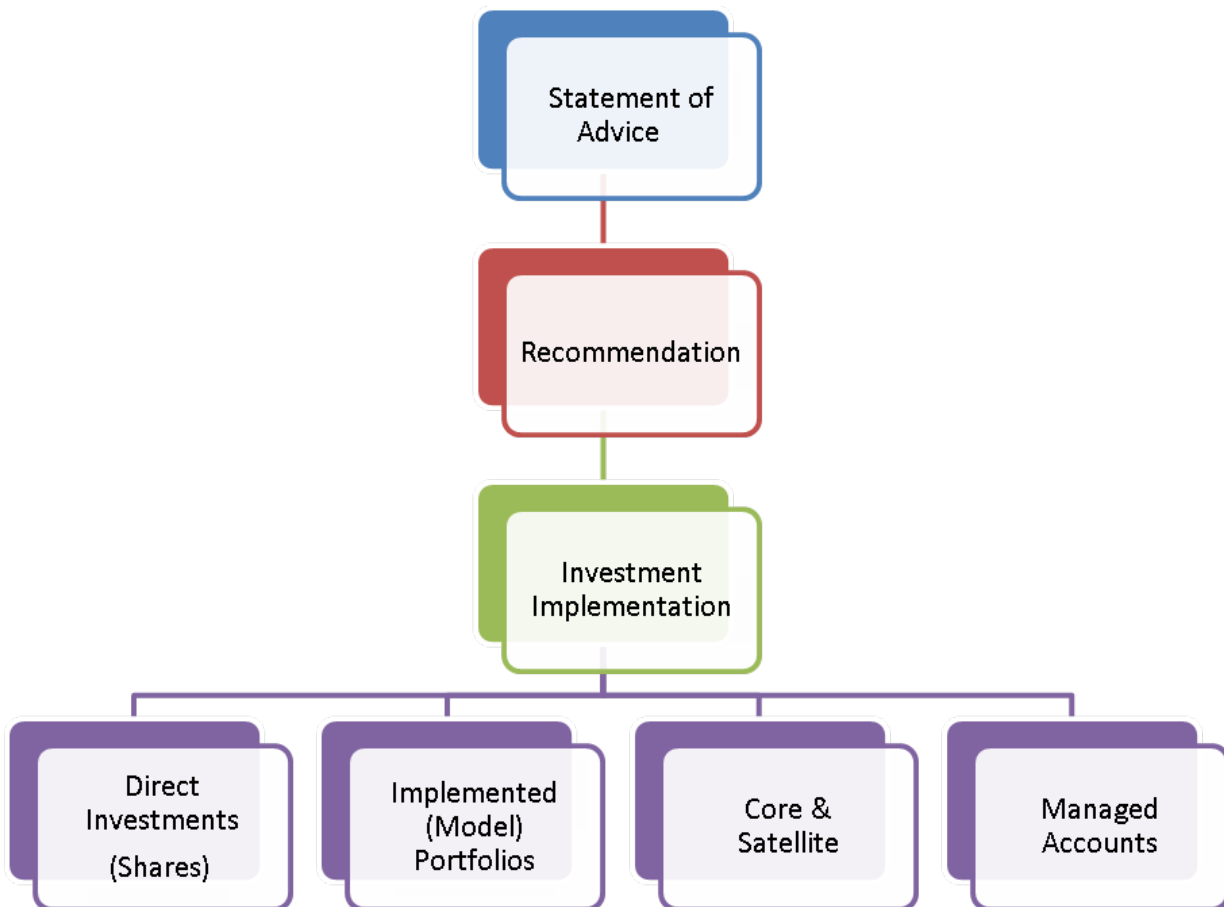 Statement of
Advice
Recommendation
Investment
Implementation
Direct
Investments
(Shares)
Implemented
(Model)
Portfolios
Core &
Satellite
Managed
Accounts